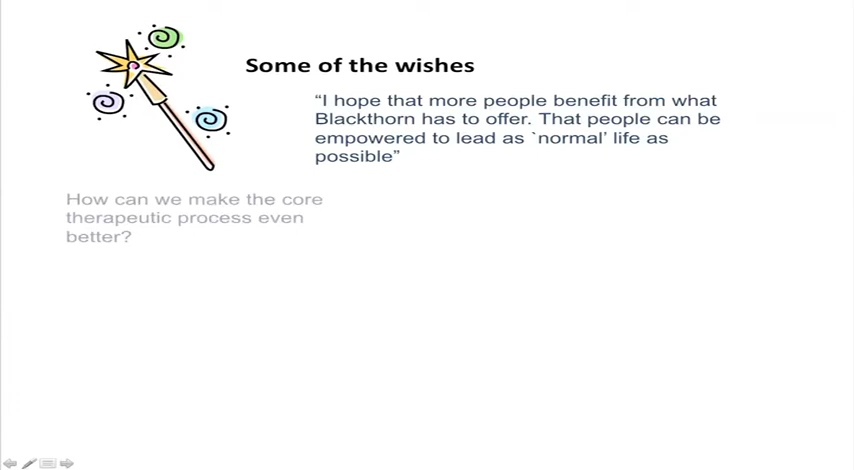 Some of the wishes
“I hope that more people benefit from what
Blackthorn has to offer. That people can be
empowered to lead as `normal’ life as
possible”
How can we make the core
therapeutic process even
better?